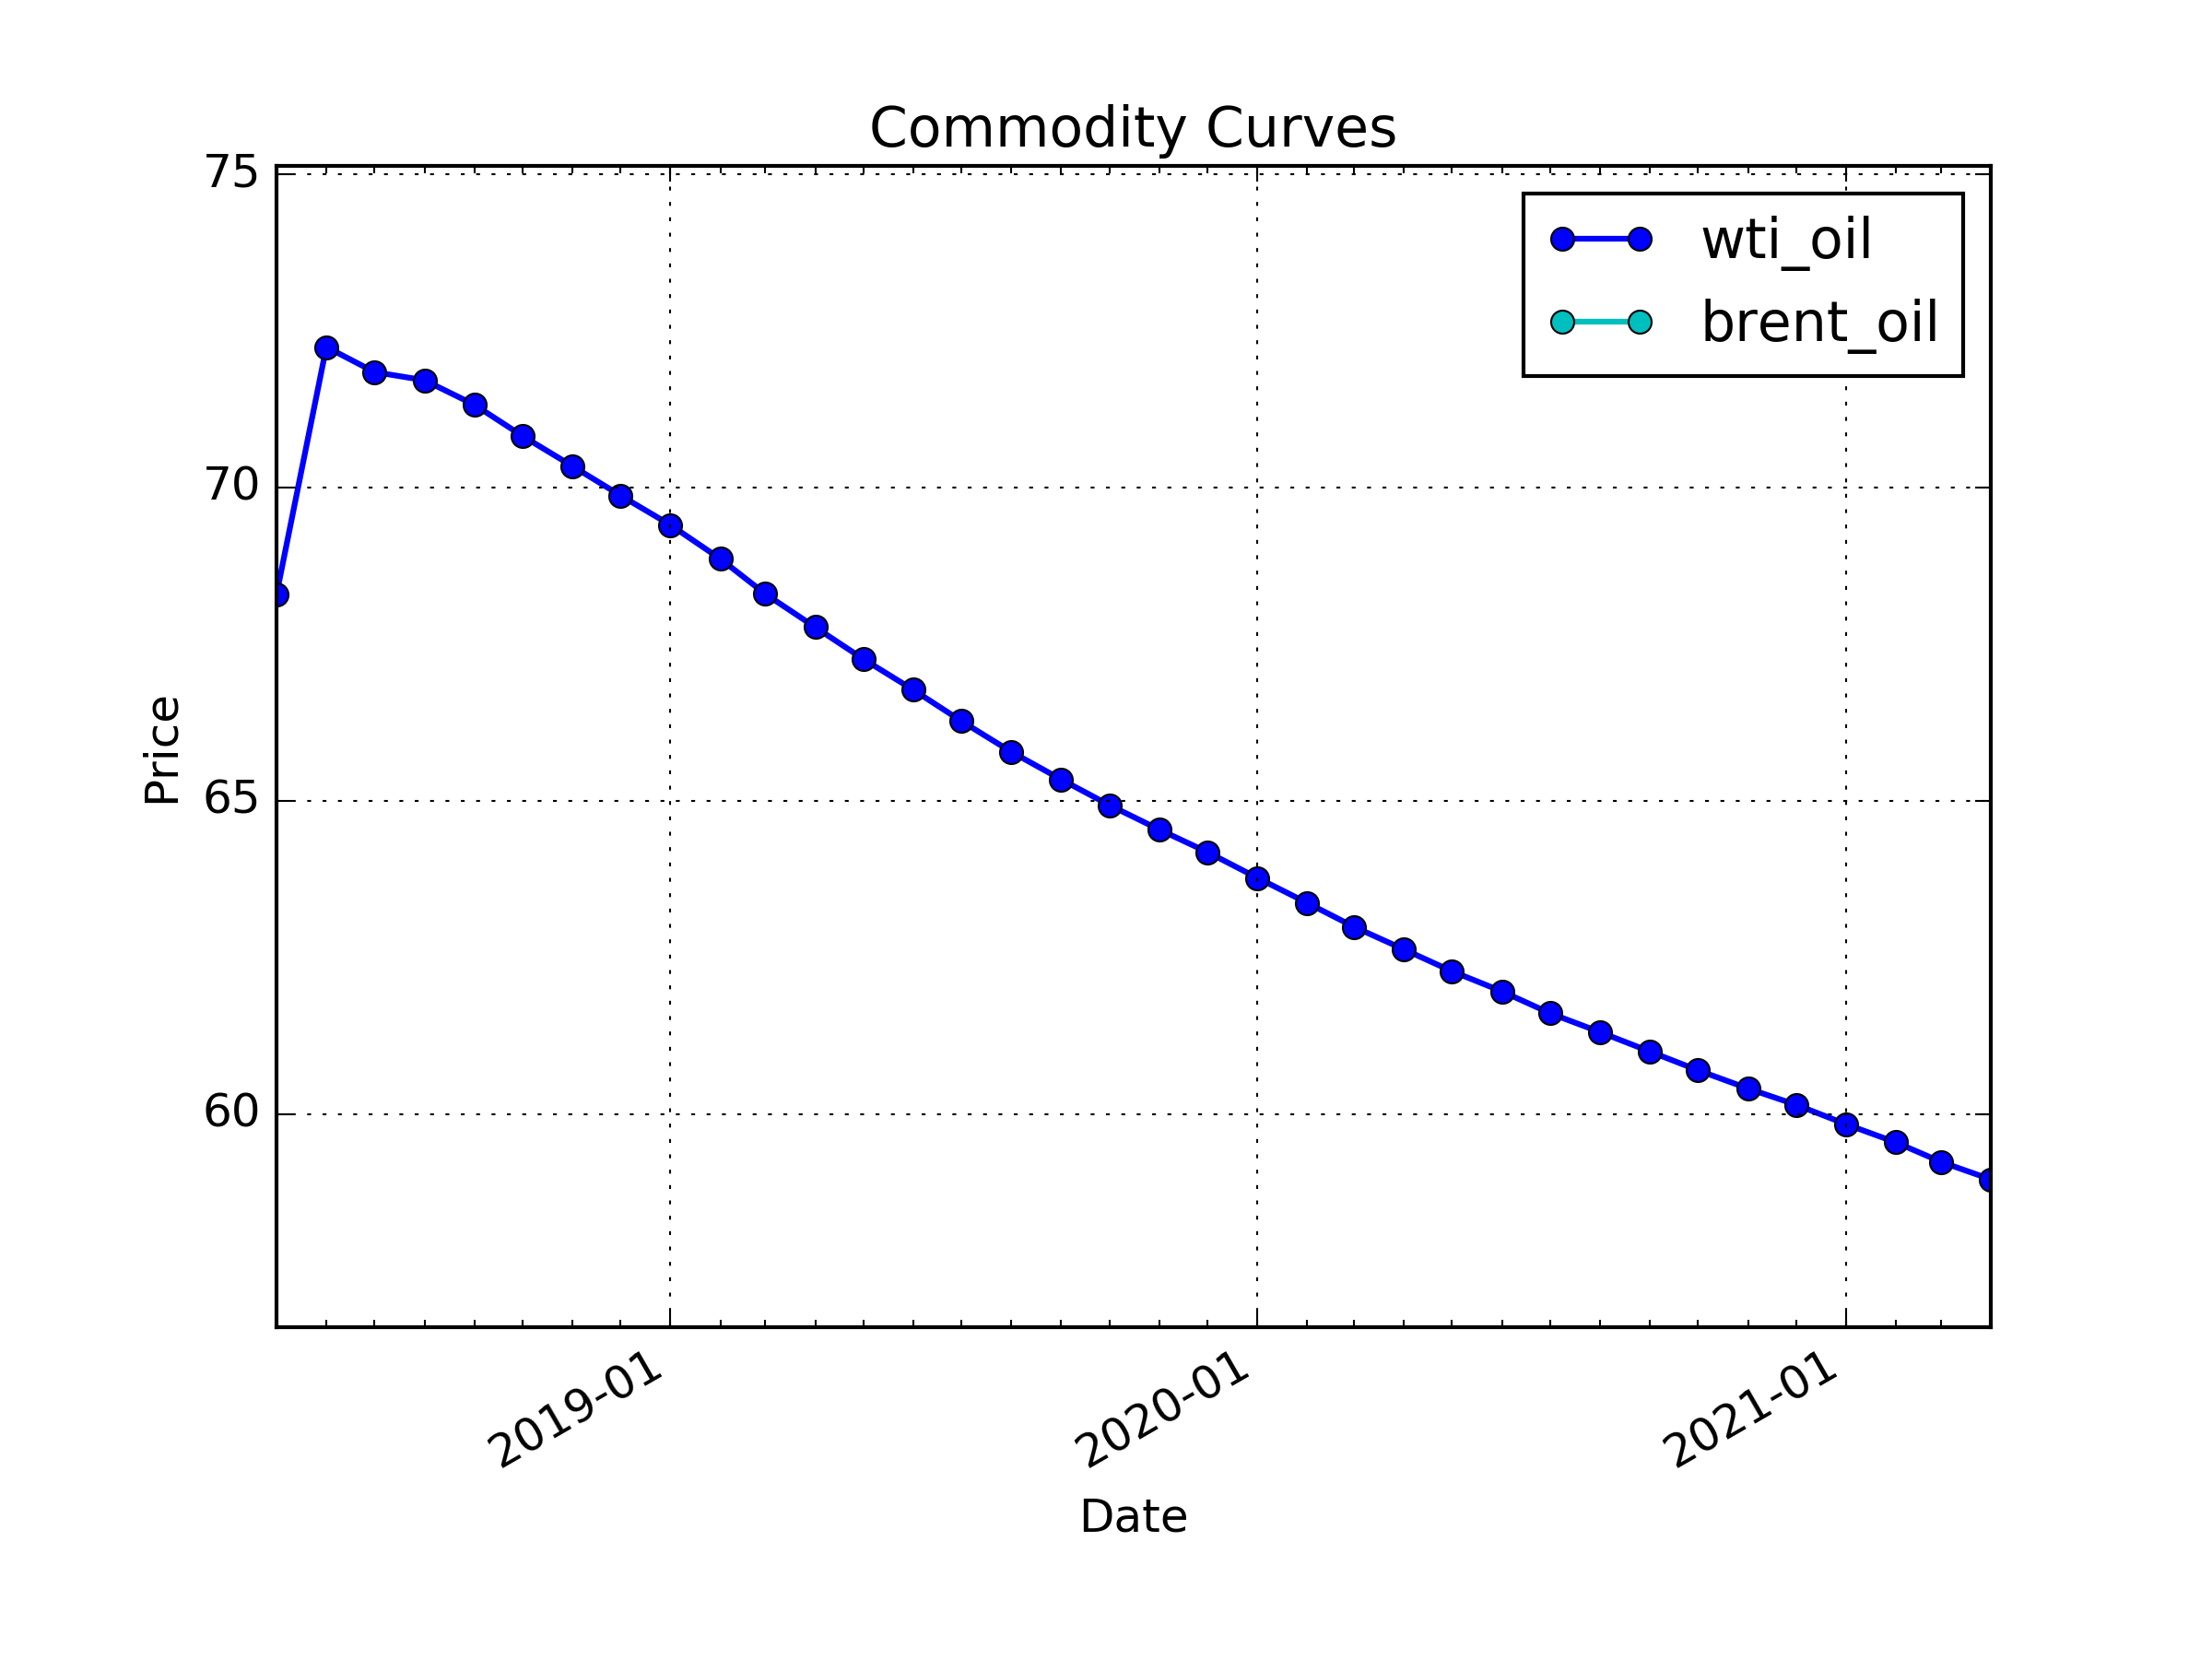 Commodity Curves
75
70
65
60
Price
wti_oil
brent_oil
2019-01
2020-01
2021-01
Date